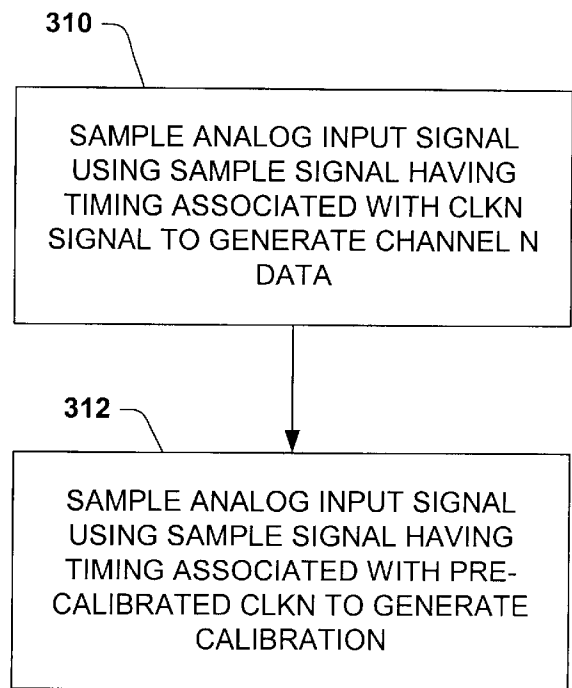 310
SAMPLE ANALOG INPUT SIGNAL
USING SAMPLE SIGNAL HAVING
TIMING ASSOCIATED WITH CLKN
SIGNAL TO GENERATE CHANNEL N
DATA
312
SAMPLE ANALOG INPUT SIGNAL
USING SAMPLE SIGNAL HAVING
TIMING ASSOCIATED WITH PRE-
CALIBRATED CLKN TO GENERATE
CALIBRATION